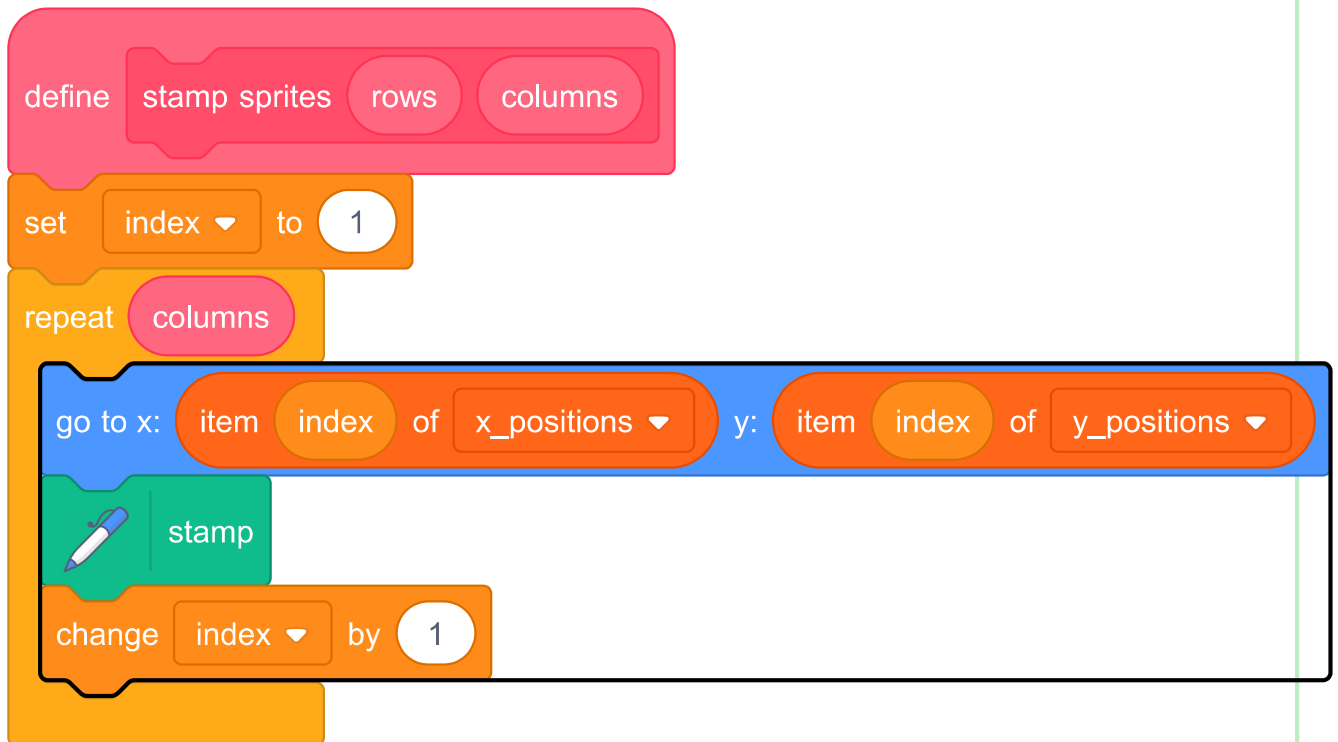 define stamp sprites rows columns
set index to 1
repeat columns
go to x: item index of x_positions y: item index of y_positions
stamp
change index by 1